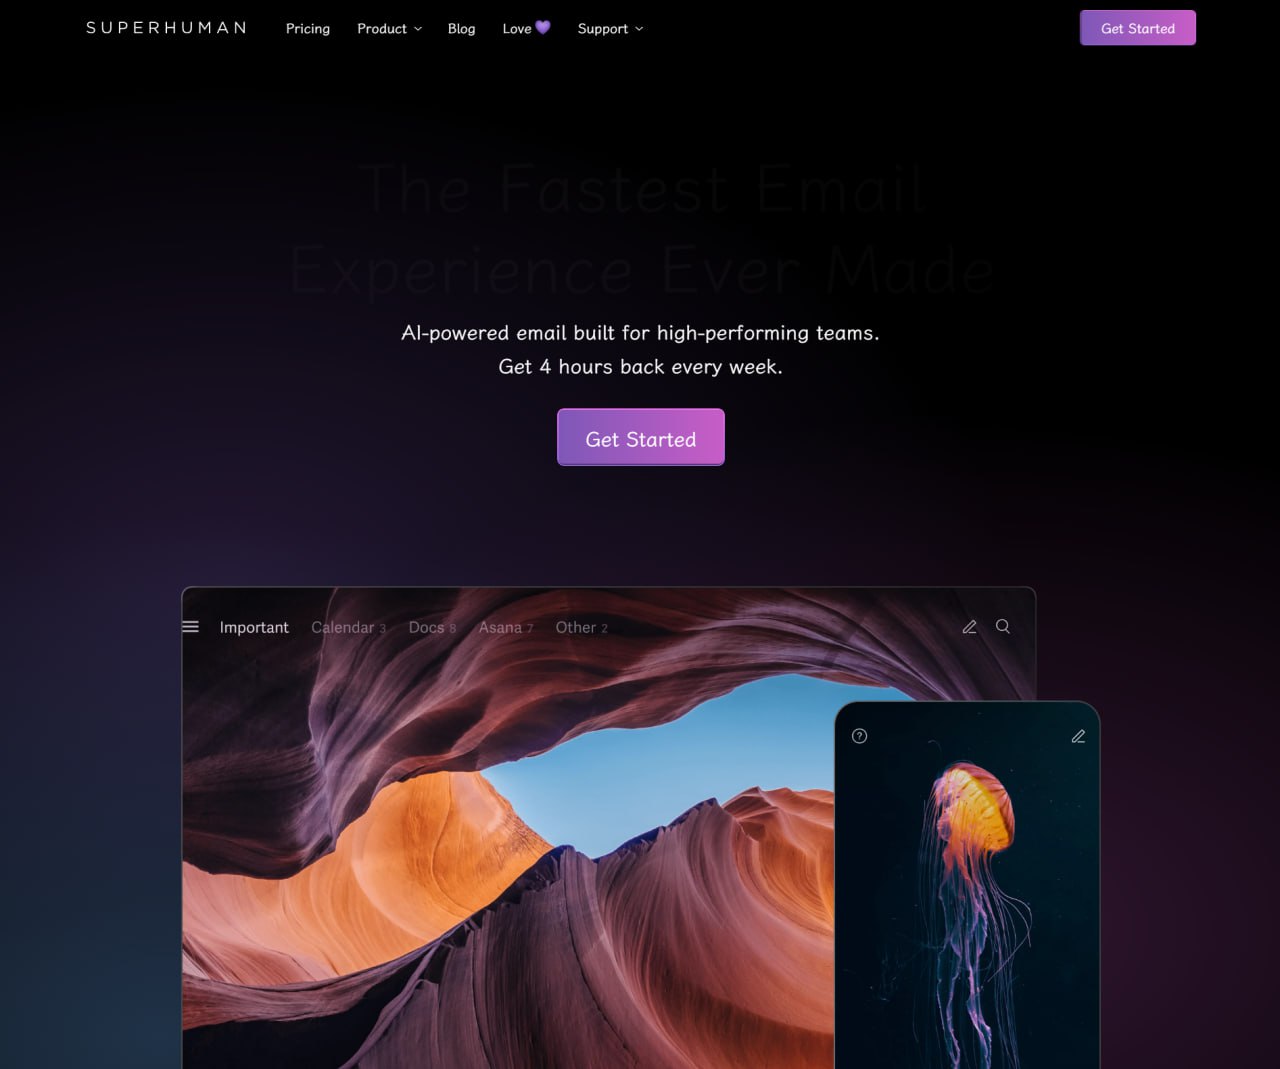 SUPERHUMAN
Pricing
Product
Blog
Love 💜
Support
Get Started
The Fastest Email
Experience Ever Made
AI-powered email built for high-performing teams.
Get 4 hours back every week.
Get Started
Important
Calendar 3
Docs 8
Asana 7
Other 2
?